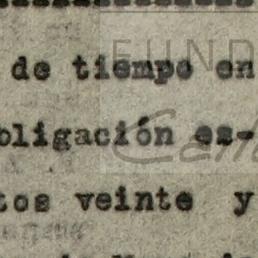 de tiempo en
obligación es-
tos veinte y